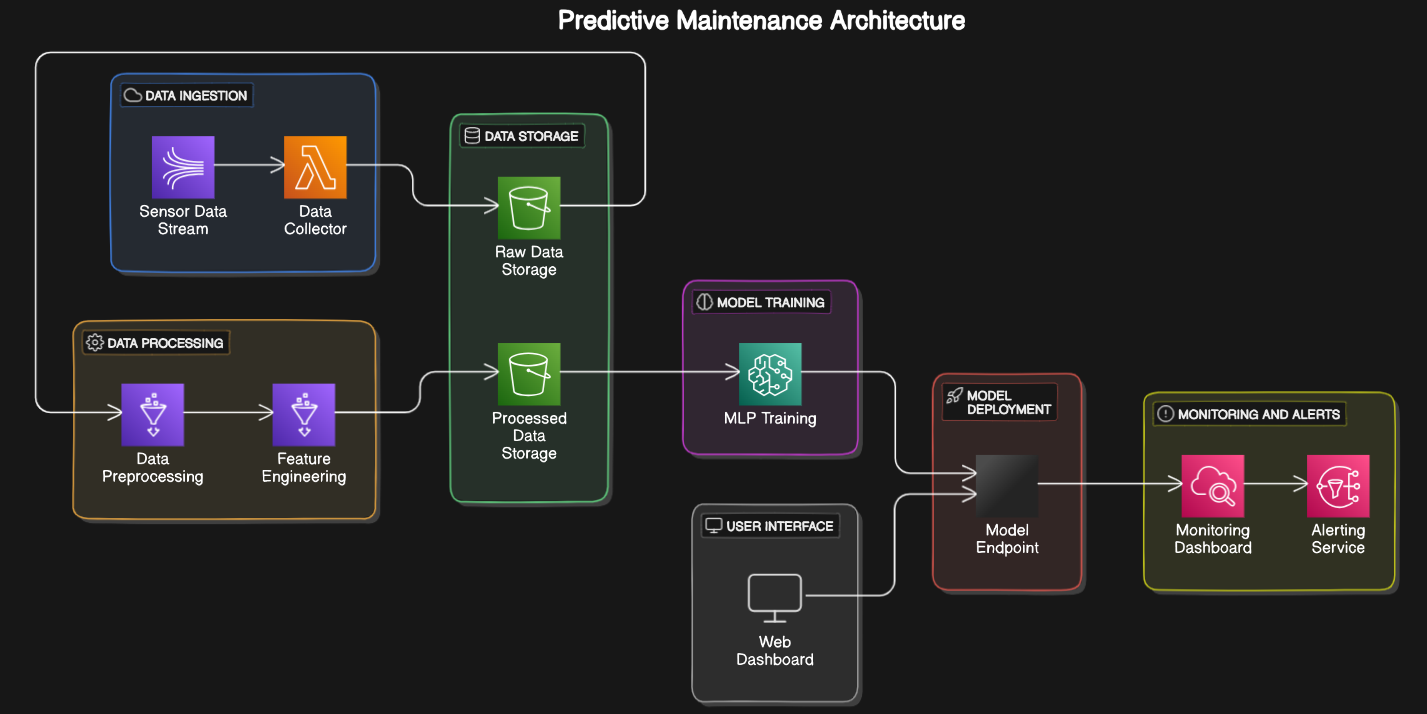 Predictive Maintenance Architecture
DATA INGESTION
Sensor Data
Stream
Data
Collector
DATA STORAGE
Raw Data
Storage
Processed
Data
Storage
DATA PROCESSING
Data
Preprocessing
Feature
Engineering
MODEL TRAINING
MLP Training
USER INTERFACE
Web
Dashboard
MODEL
DEPLOYMENT
Model
Endpoint
MONITORING AND ALERTS
Monitoring
Dashboard
Alerting
Service